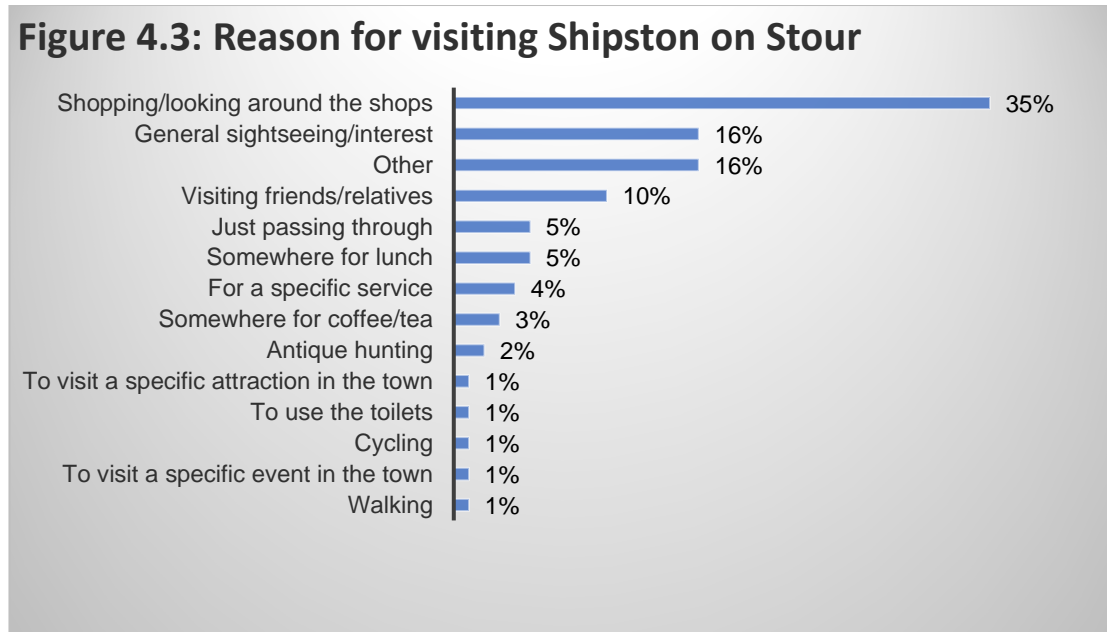 Figure 4.3: Reason for visiting Shipston on Stour
Shopping/looking around the shops 35%
General sightseeing/interest 16%
Other 16%
Visiting friends/relatives 10%
Just passing through 5%
Somewhere for lunch 5%
For a specific service 4%
Somewhere for coffee/tea 3%
Antique hunting 2%
To visit a specific attraction in the town 1%
To use the toilets 1%
Cycling 1%
To visit a specific event in the town 1%
Walking 1%